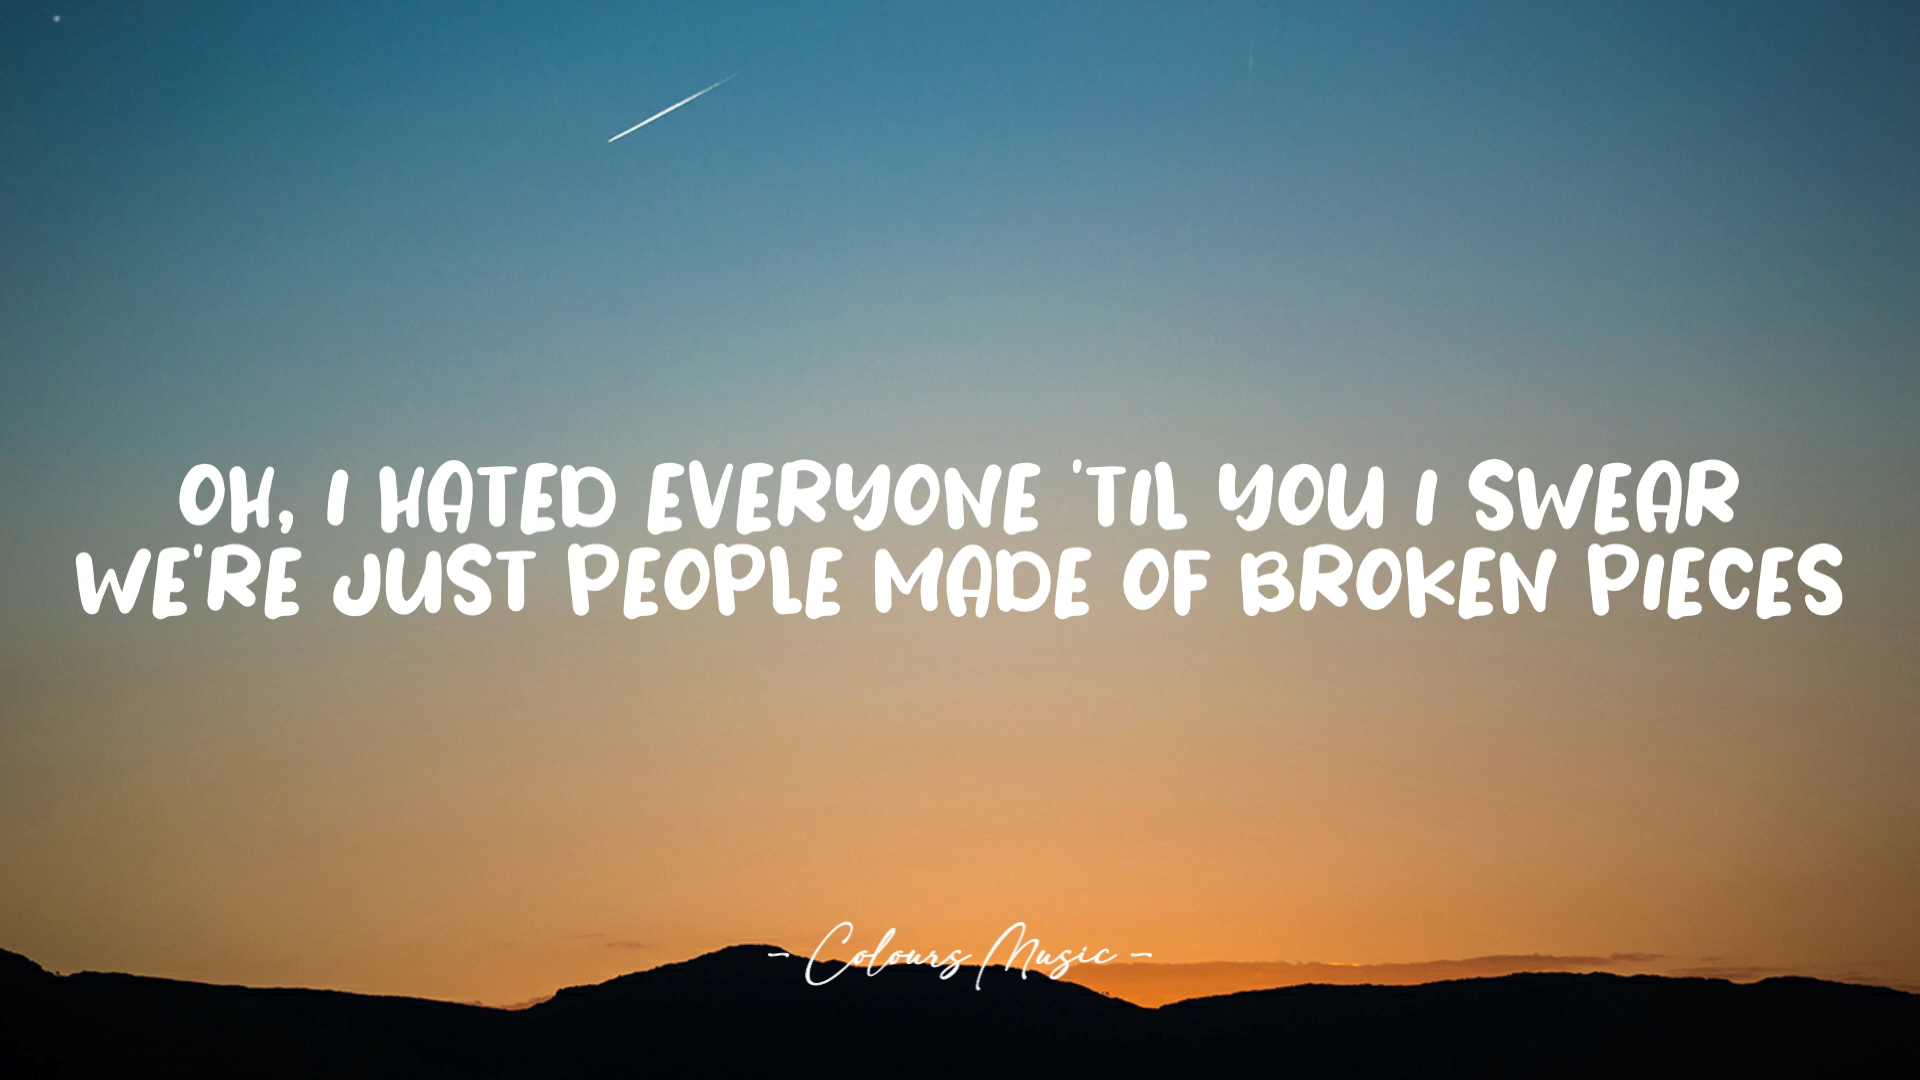 OH, I HATED EVERYONE 'TIL YOU I SWEAR
WE'RE JUST PEOPLE MADE OF BROKEN PIECES
- Colours Music -